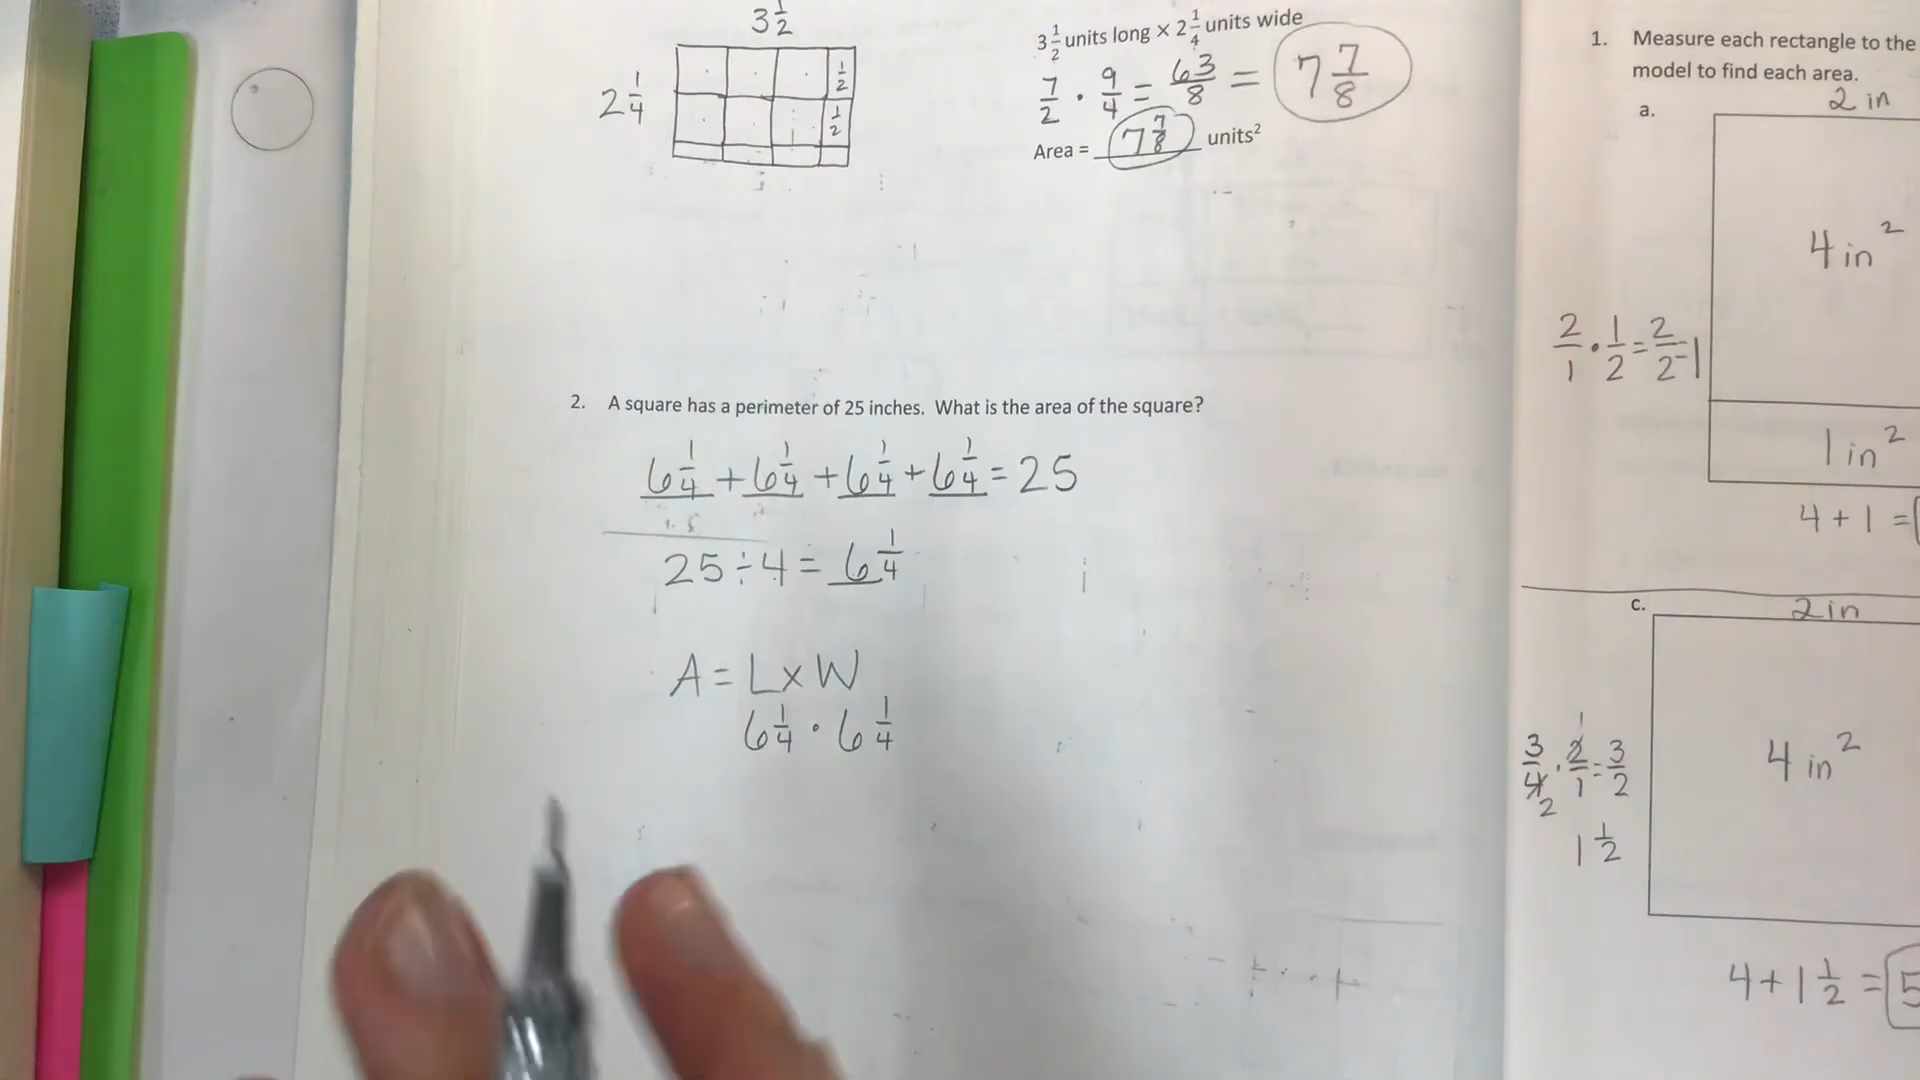 3 1/2
2 1/4
1/2
1/2
3 1/2 units long × 2 1/4 units wide
7/2 · 9/4 = 63/8 = 7 7/8
Area = 7 7/8 units²
2. A square has a perimeter of 25 inches. What is the area of the square?
6 1/4 + 6 1/4 + 6 1/4 + 6 1/4 = 25
25 ÷ 4 = 6 1/4
A = L x W
6 1/4 · 6 1/4
1. Measure each rectangle to the
model to find each area.
a.
2 in
4 in²
2/1 · 1/2 = 2/2 = 1
1 in²
4 + 1 =
c.
2 in
4 in²
3/4 · 2/1 = 3/2
2
1
1 1/2
4 + 1 1/2 = 5